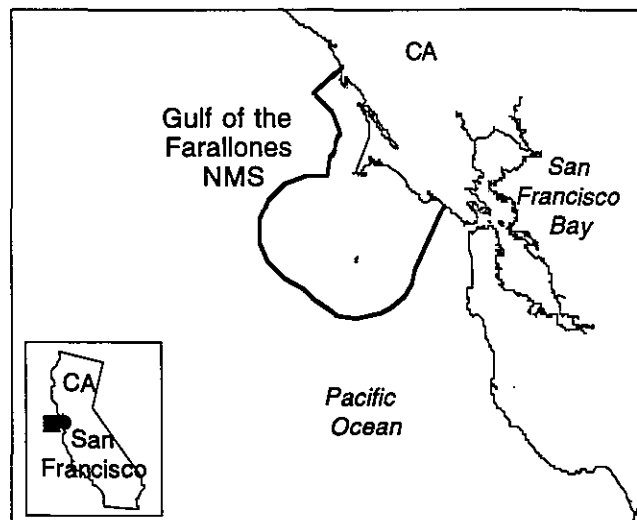 CA
Gulf of the
Farallones
NMS
San
Francisco
Bay
Pacific
Ocean
CA
San
Francisco